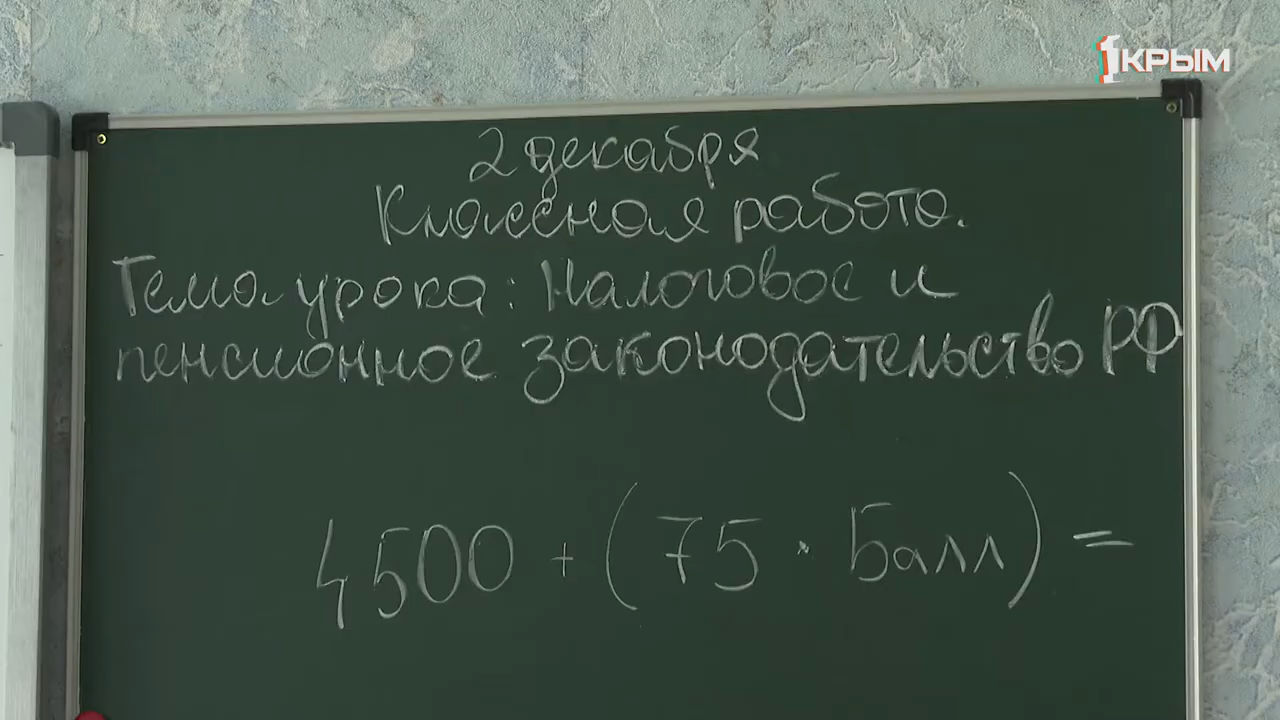 1КРЫМ
2 декабря
Классная работа.
Тема урока: Налоговое и
пенсионное законодательство РФ
4500 + (75 · Балл) =